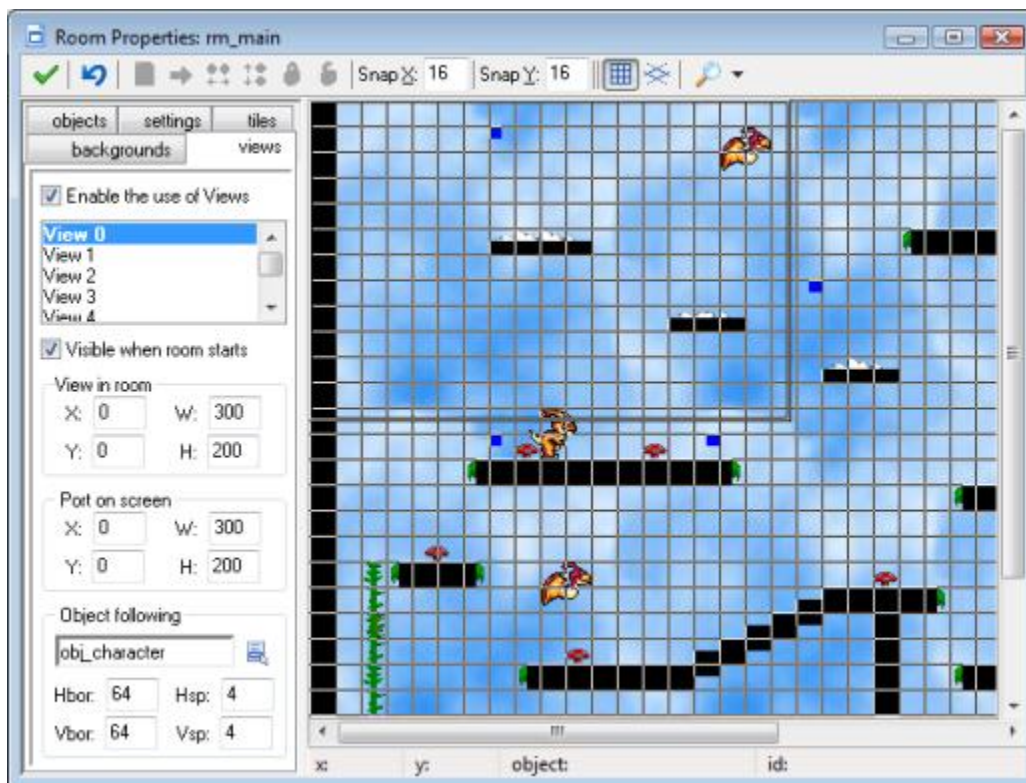 Room Properties: rm_main
Snap X: 16 Snap Y: 16
objects settings tiles
backgrounds views
Enable the use of Views
View 0
View 1
View 2
View 3
View 4
Visible when room starts
View in room
X: 0 W: 300
Y: 0 H: 200
Port on screen
X: 0 W: 300
Y: 0 H: 200
Object following
obj_character
Hbor: 64 Hsp: 4
Vbor: 64 Vsp: 4
x: y: object: id: